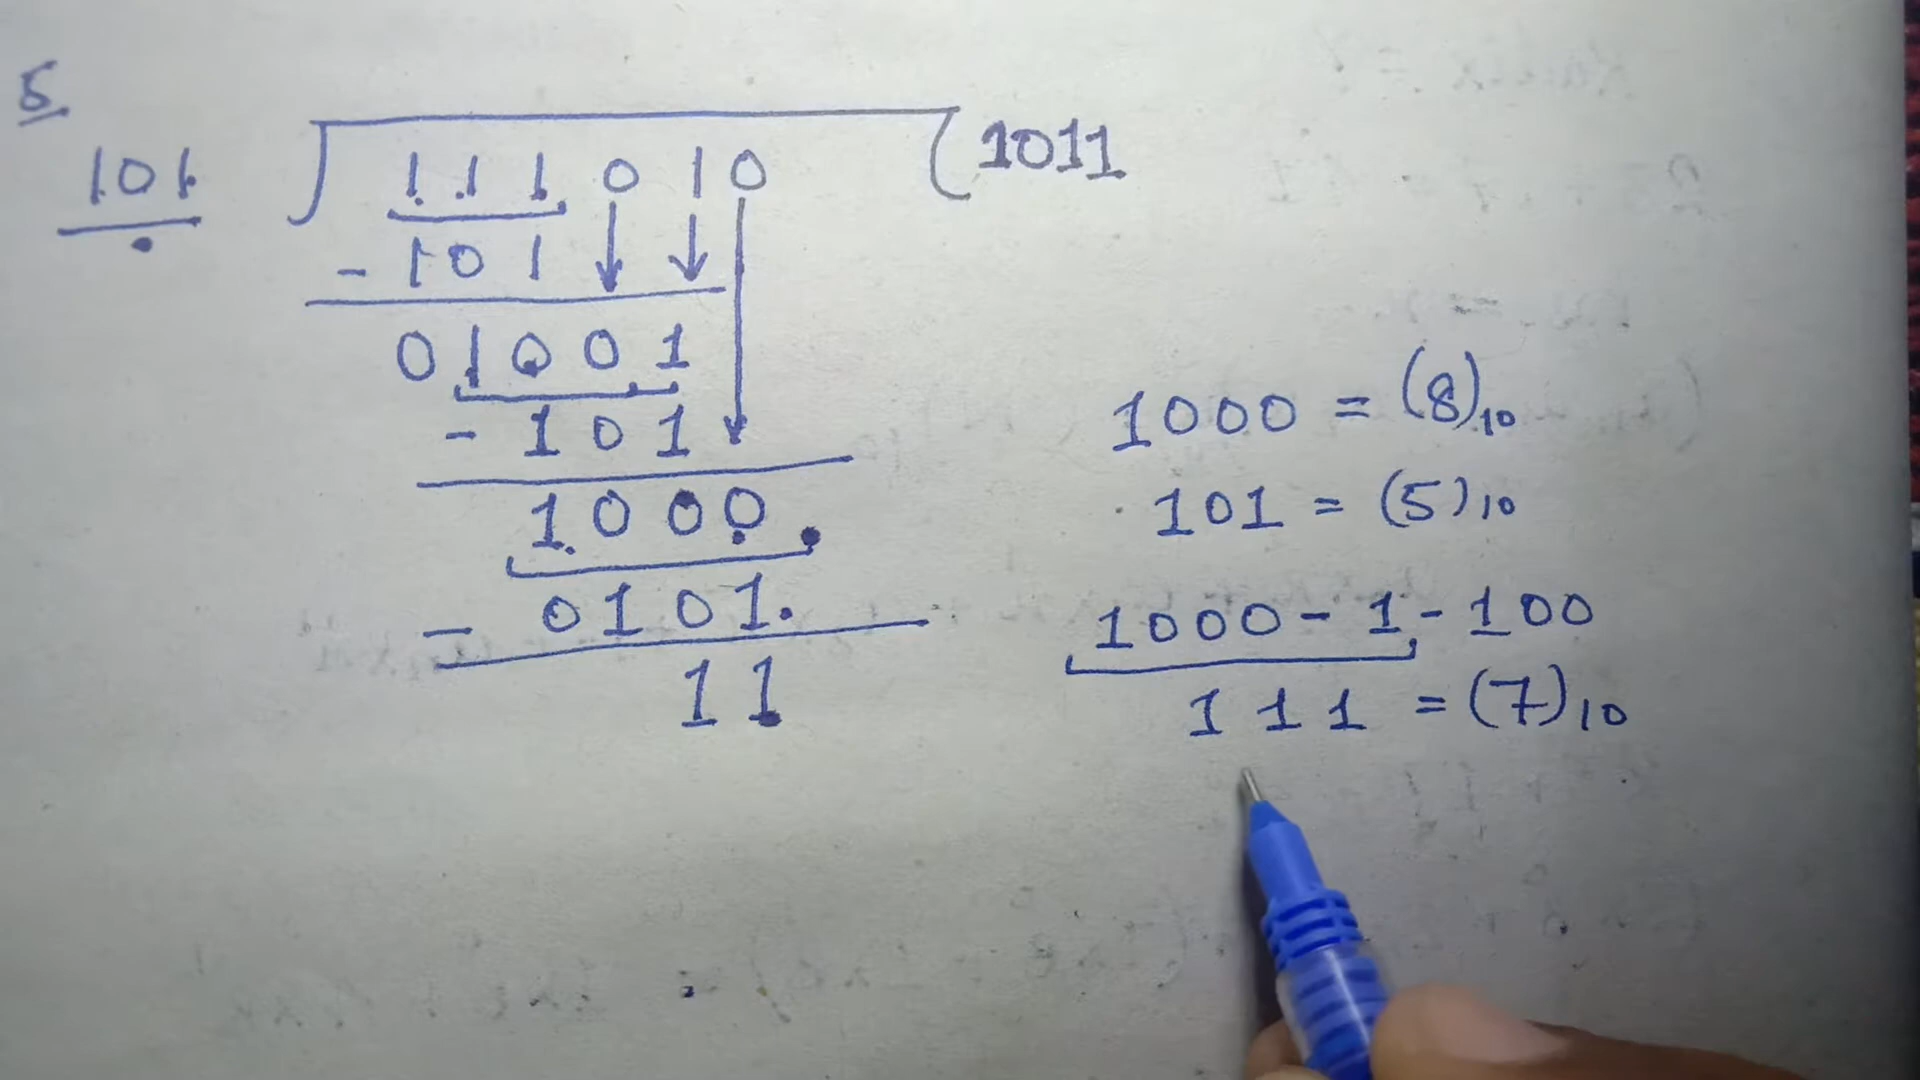 5.
101 111010 1011
- 101
01001
- 101
1000
- 0101
11
1000 = (8)10
101 = (5)10
1000 - 1 - 100
111 = (7)10